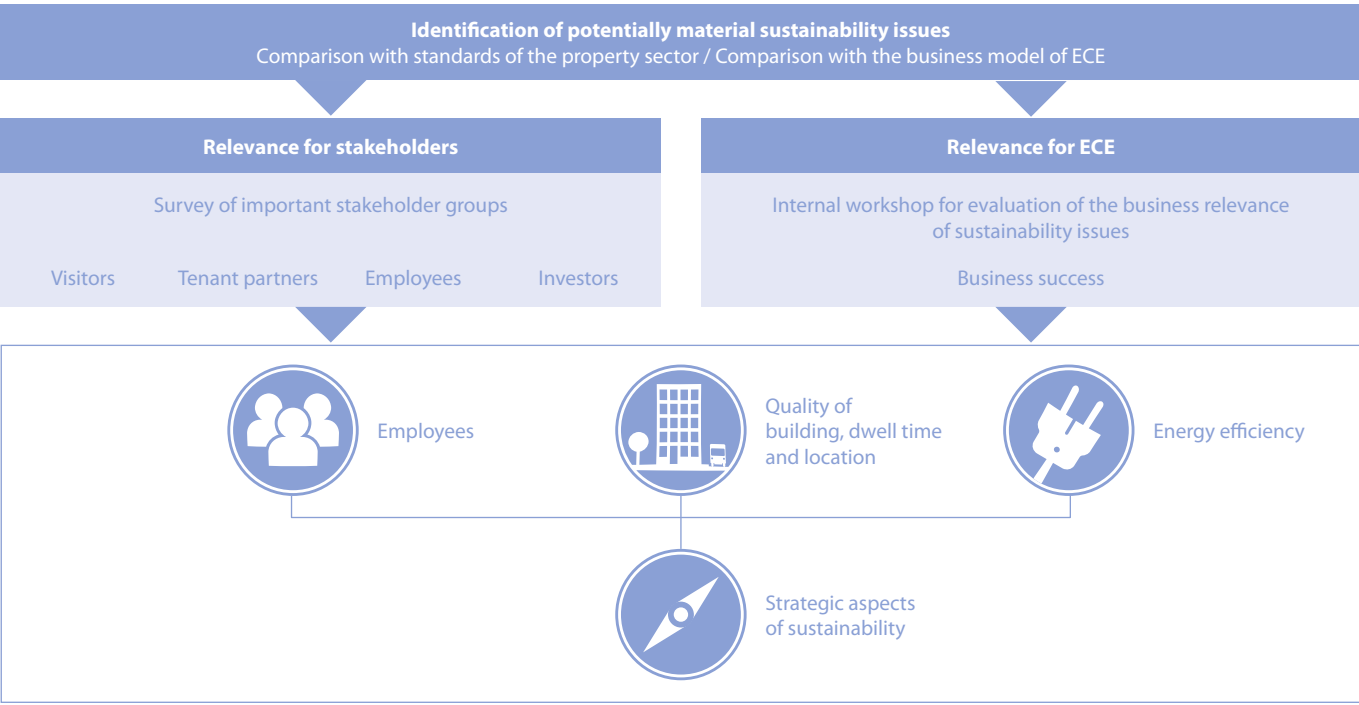 Identification of potentially material sustainability issues
Comparison with standards of the property sector / Comparison with the business model of ECE
Relevance for stakeholders
Survey of important stakeholder groups
Visitors
Tenant partners
Employees
Investors
Relevance for ECE
Internal workshop for evaluation of the business relevance
of sustainability issues
Business success
Employees
Quality of
building, dwell time
and location
Energy efficiency
Strategic aspects
of sustainability